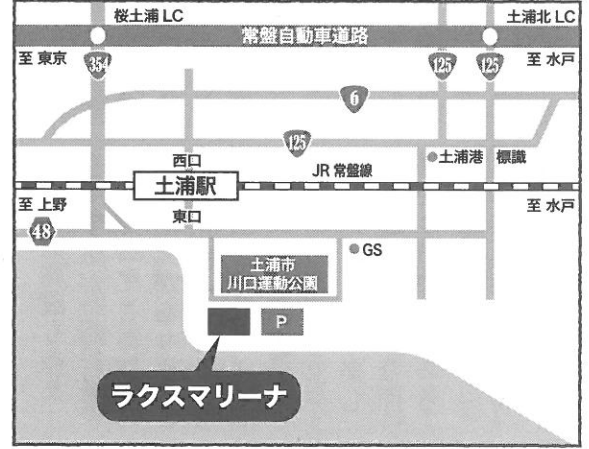 桜土浦 LC
土浦北 LC
常盤自動車道路
至 東京
354
125
125
至 水戸
6
125
土浦港 標識
西口
JR 常盤線
土浦駅
至 上野
東口
至 水戸
48
GS
土浦市
川口運動公園
P
ラクスマリーナ